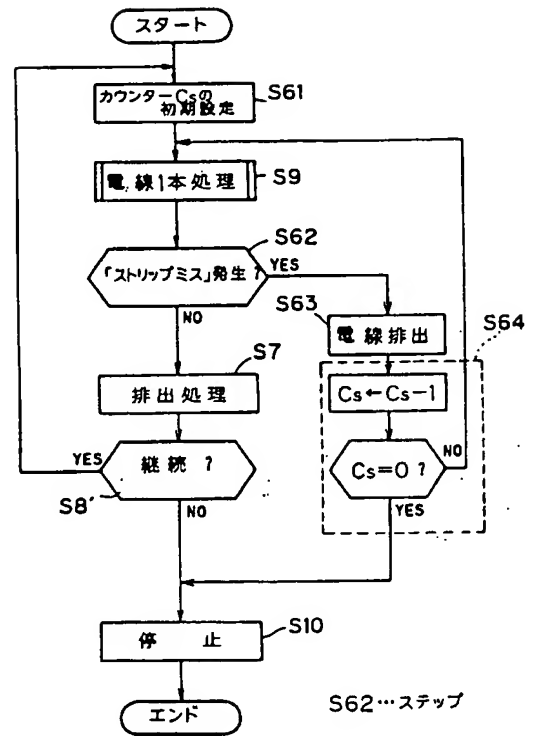 スタート
カウンターCsの
初期設定
S61
電線1本処理
S9
S62
「ストリップミス」発生?
YES
NO
S63
電線排出
S64
S7
排出処理
Cs←Cs-1
継続?
YES
NO
S8'
Cs=0?
NO
YES
停止
S10
エンド
S62…ステップ